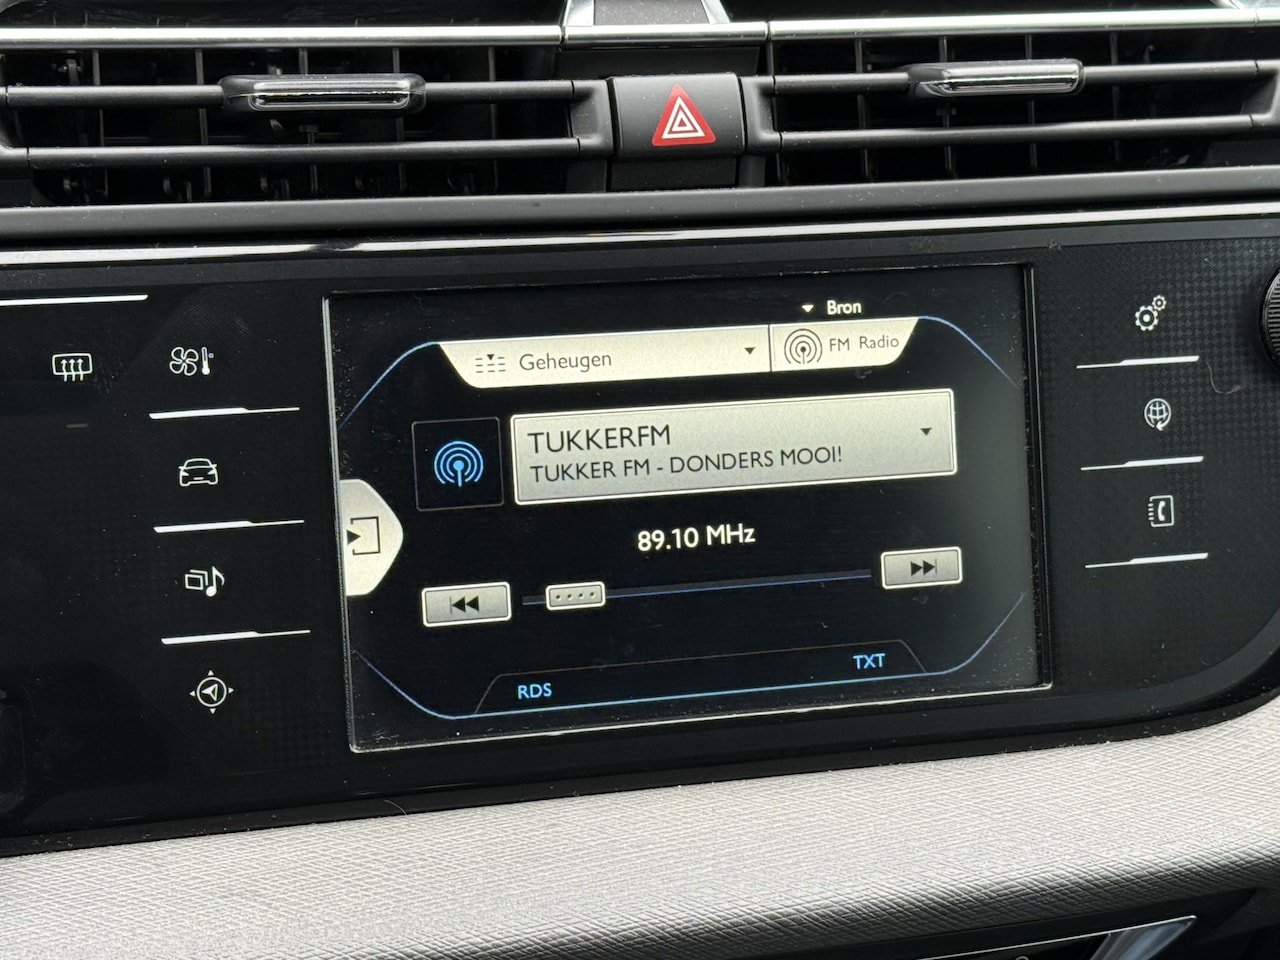 Bron
Geheugen
FM Radio
TUKKERFM
TUKKER FM - DONDERS MOOI!
89.10 MHz
RDS
TXT